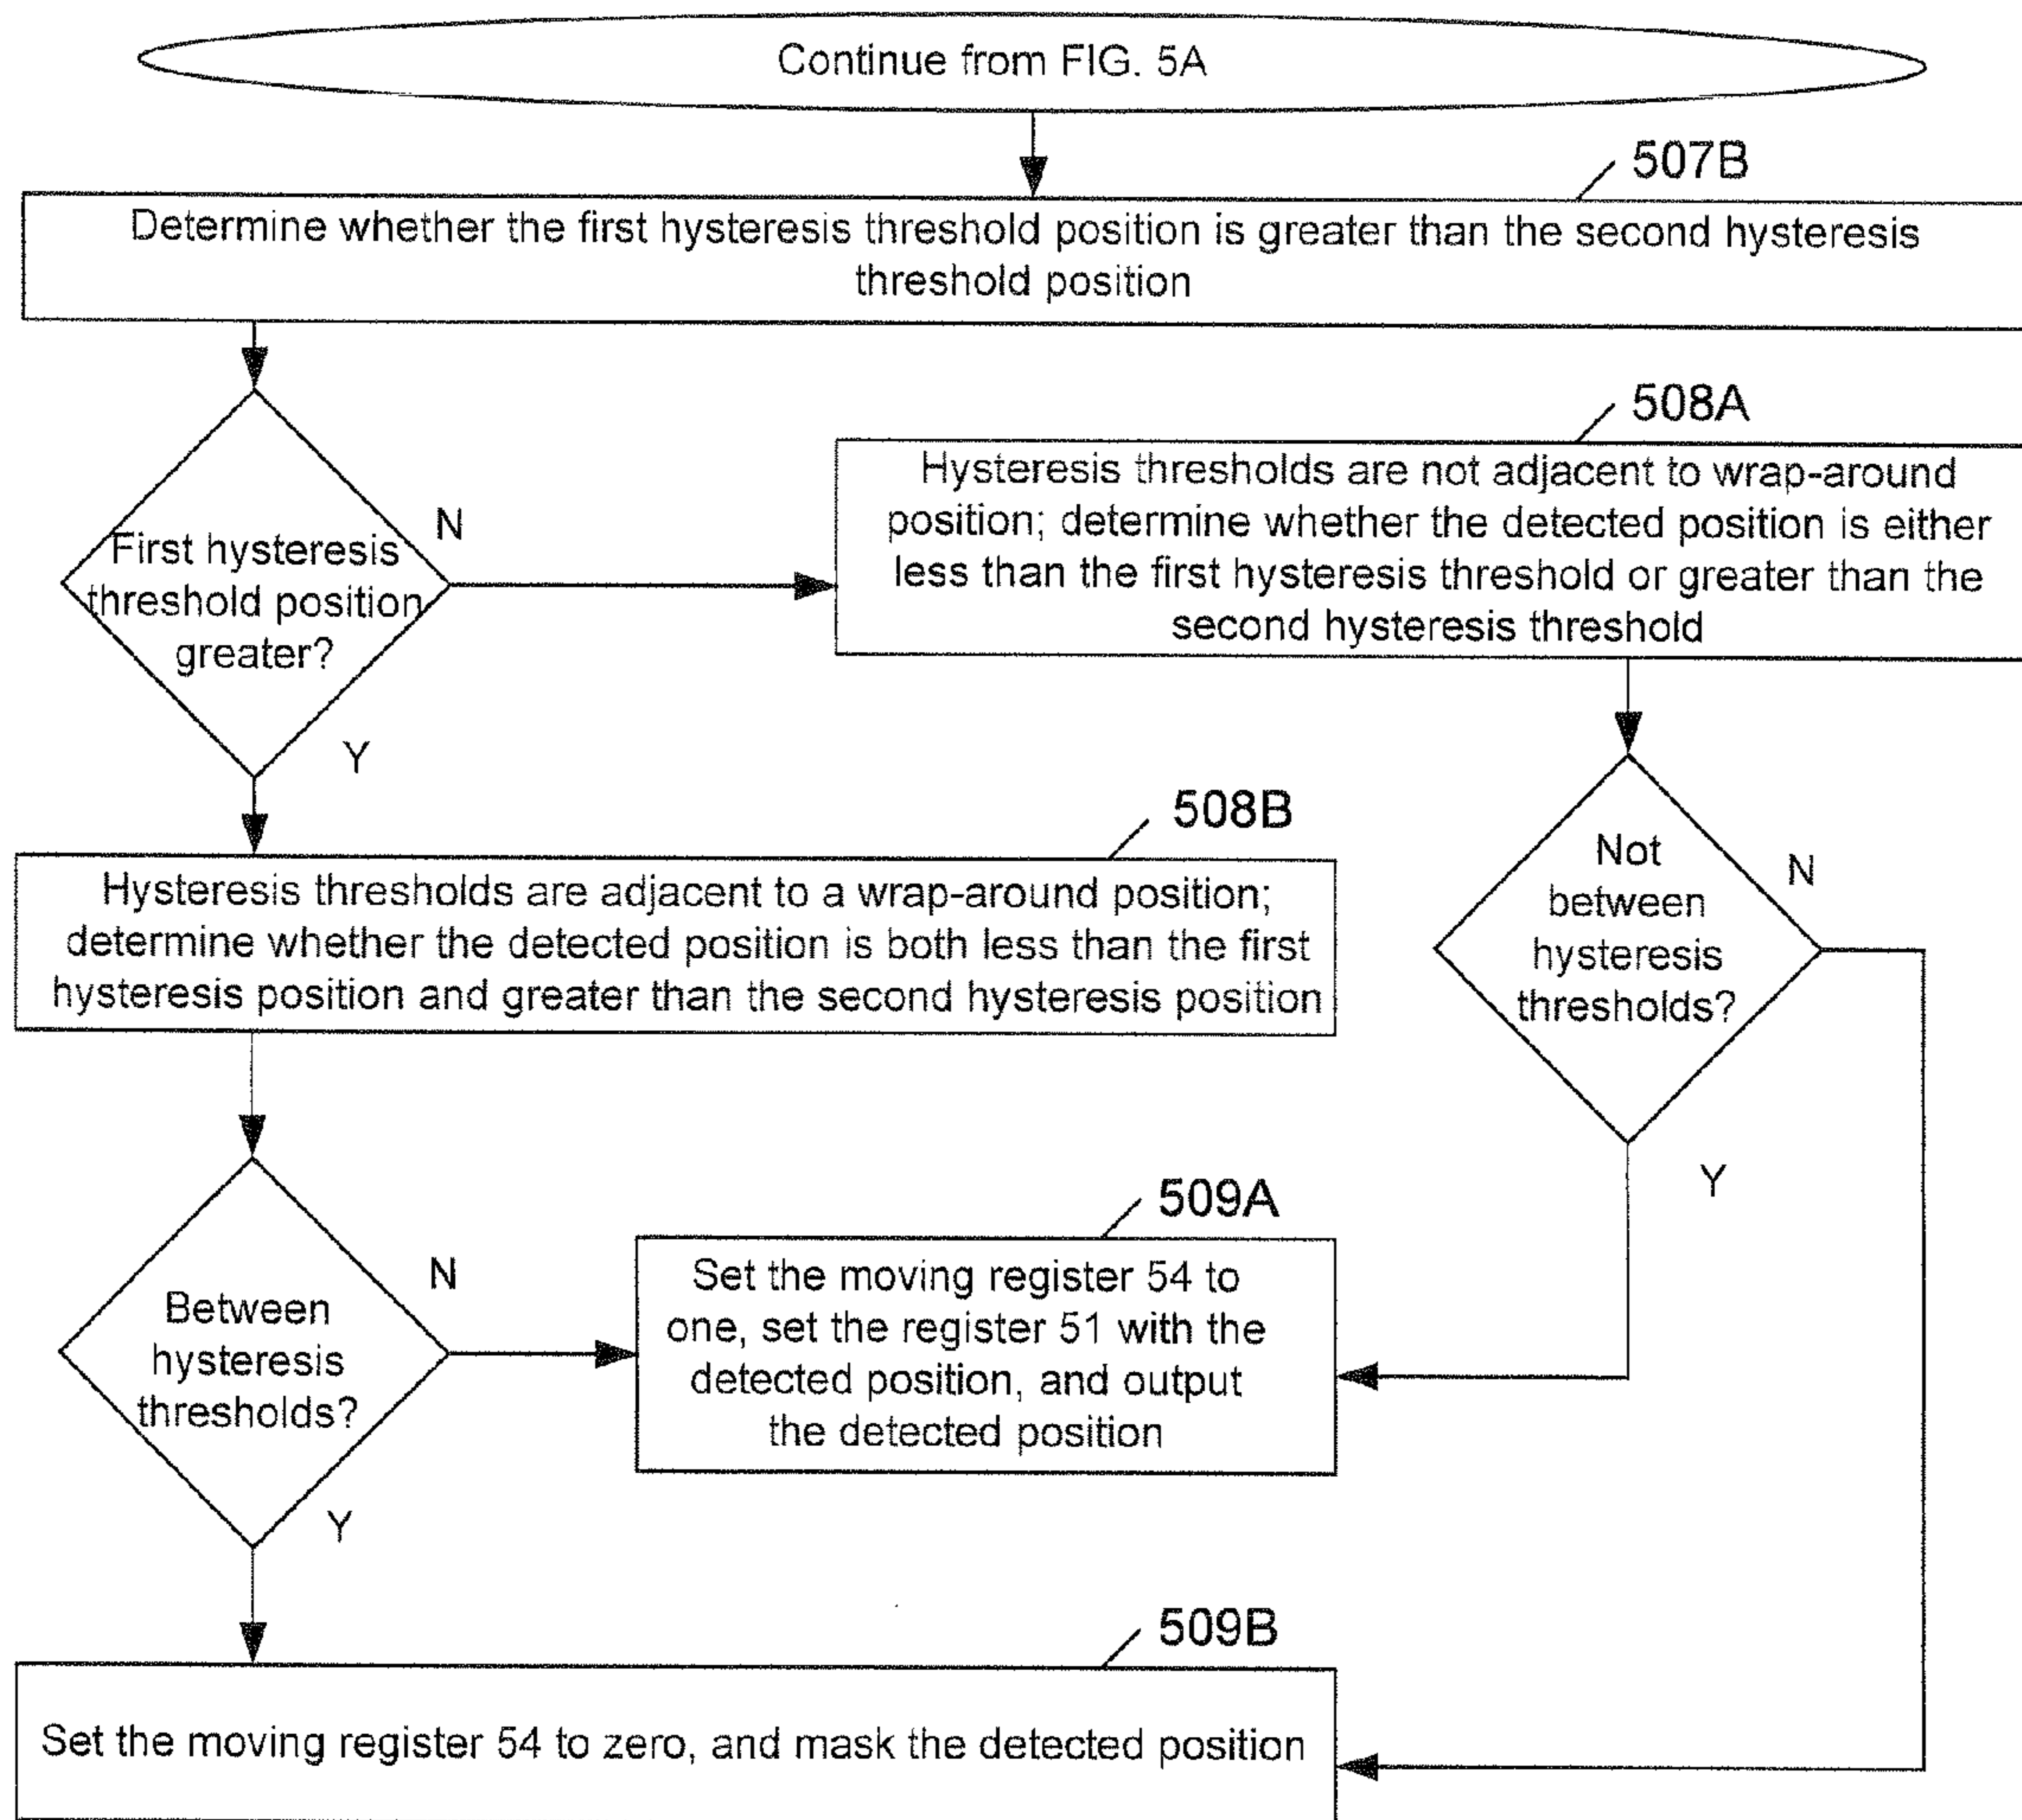 Continue from FIG. 5A
507B
Determine whether the first hysteresis threshold position is greater than the second hysteresis
threshold position
508A
Hysteresis thresholds are not adjacent to wrap-around
position; determine whether the detected position is either
less than the first hysteresis threshold or greater than the
second hysteresis threshold
N
First hysteresis
threshold position
greater?
Y
508B
Hysteresis thresholds are adjacent to a wrap-around position;
determine whether the detected position is both less than the first
hysteresis position and greater than the second hysteresis position
Not
between
hysteresis
thresholds?
N
Y
509A
Set the moving register 54 to
one, set the register 51 with the
detected position, and output
the detected position
N
Between
hysteresis
thresholds?
Y
509B
Set the moving register 54 to zero, and mask the detected position